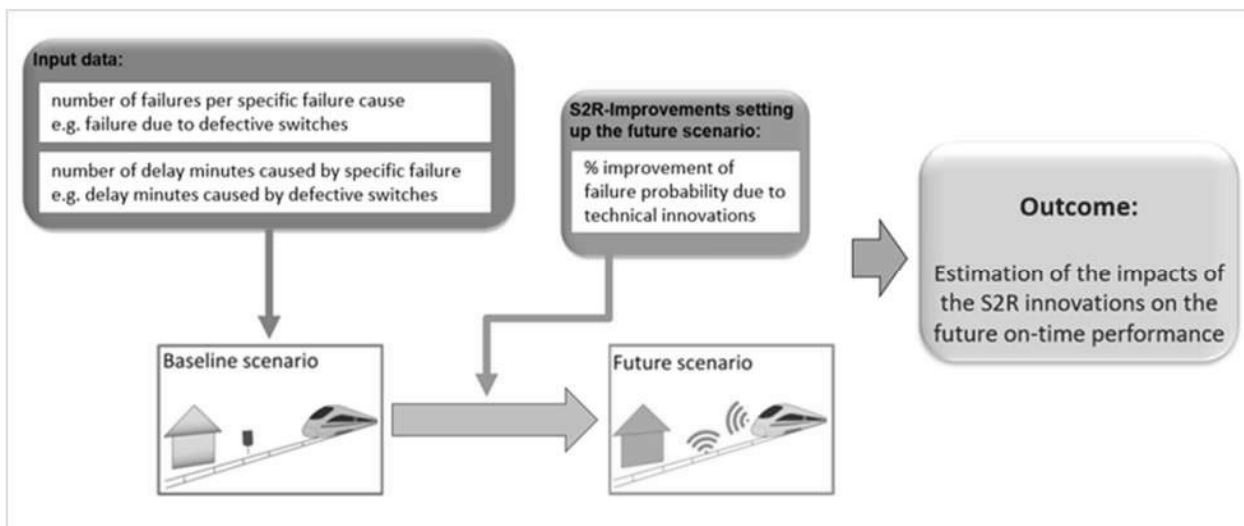 Input data:
number of failures per specific failure cause
e.g. failure due to defective switches
number of delay minutes caused by specific failure
e.g. delay minutes caused by defective switches
S2R-Improvements setting
up the future scenario:
% improvement of
failure probability due to
technical innovations
Outcome:
Estimation of the impacts of
the S2R innovations on the
future on-time performance
Baseline scenario
Future scenario